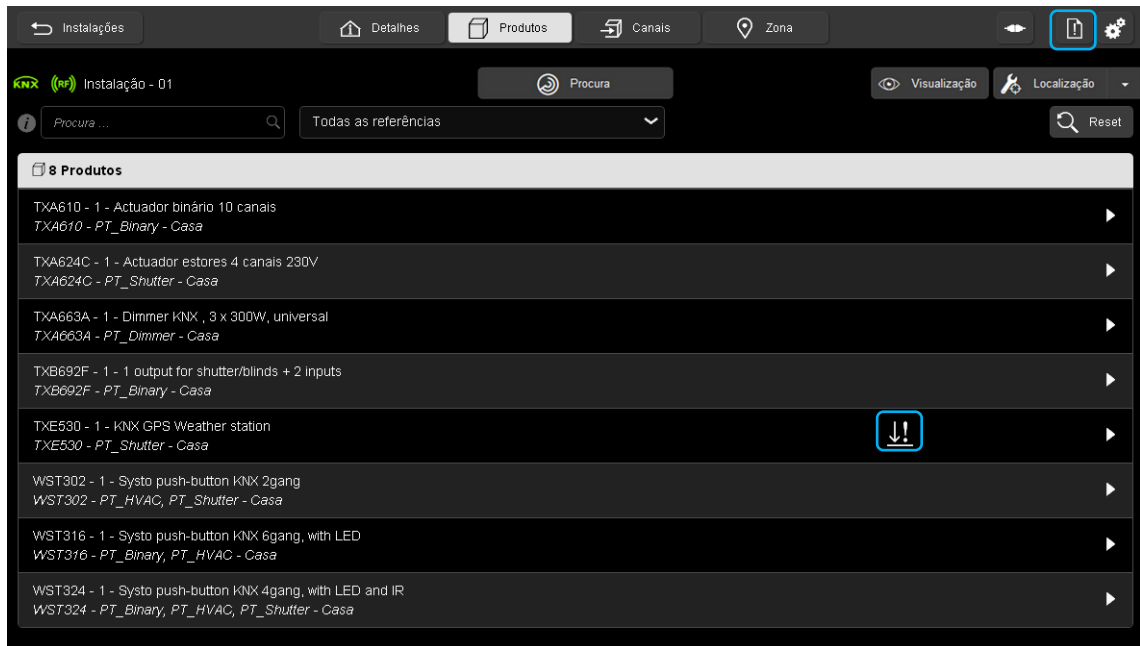 Instalações
Detalhes
Produtos
Canais
Zona
KNX ((RF)) Instalação - 01
Procura
Visualização
Localização
i
Procura ...
Todas as referências
Reset
8 Produtos
TXA610 - 1 - Actuador binário 10 canais
TXA610 - PT_Binary - Casa
TXA624C - 1 - Actuador estores 4 canais 230V
TXA624C - PT_Shutter - Casa
TXA663A - 1 - Dimmer KNX , 3 x 300W, universal
TXA663A - PT_Dimmer - Casa
TXB692F - 1 - 1 output for shutter/blinds + 2 inputs
TXB692F - PT_Binary - Casa
TXE530 - 1 - KNX GPS Weather station
TXE530 - PT_Shutter - Casa
WST302 - 1 - Systo push-button KNX 2gang
WST302 - PT_HVAC, PT_Shutter - Casa
WST316 - 1 - Systo push-button KNX 6gang, with LED
WST316 - PT_Binary, PT_HVAC - Casa
WST324 - 1 - Systo push-button KNX 4gang, with LED and IR
WST324 - PT_Binary, PT_HVAC, PT_Shutter - Casa